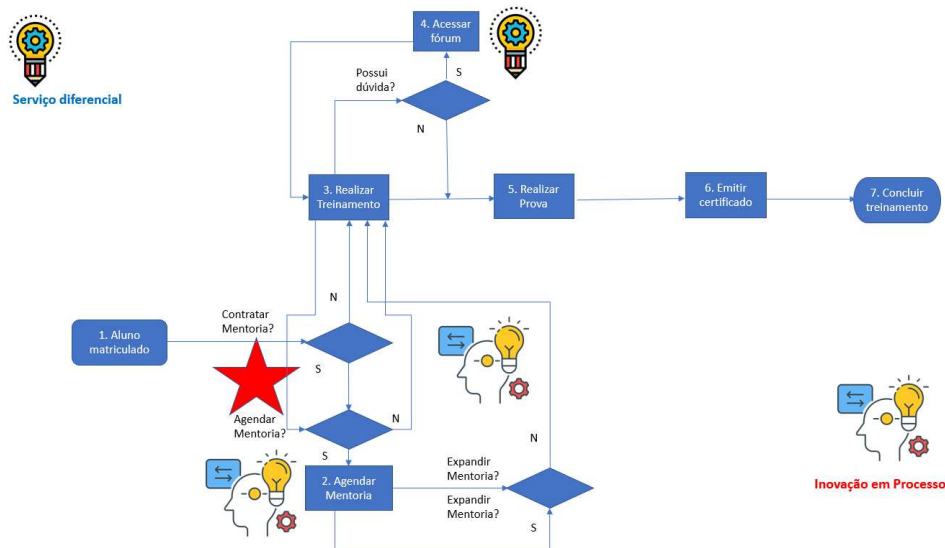 4. Acessar
fórum
Serviço diferencial
Possui
dúvida?
S
N
3. Realizar
Treinamento
5. Realizar
Prova
6. Emitir
certificado
7. Concluir
treinamento
N
Contratar
Mentoria?
1. Aluno
matriculado
S
Agendar
Mentoria?
N
S
2. Agendar
Mentoria
Expandir
Mentoria?
Expandir
Mentoria?
N
S
Inovação em Processo